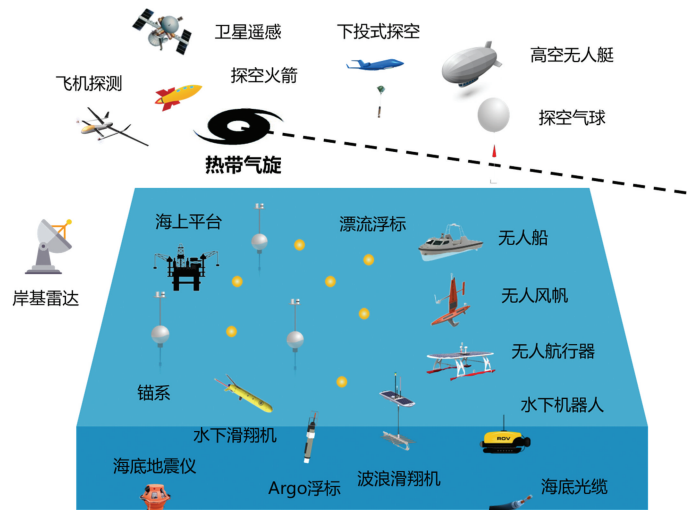 卫星遥感
下投式探空
高空无人艇
飞机探测
探空火箭
探空气球
热带气旋
海上平台
漂流浮标
无人船
岸基雷达
无人风帆
无人航行器
锚系
水下机器人
水下滑翔机
ROV
海底地震仪
Argo浮标
波浪滑翔机
海底光缆